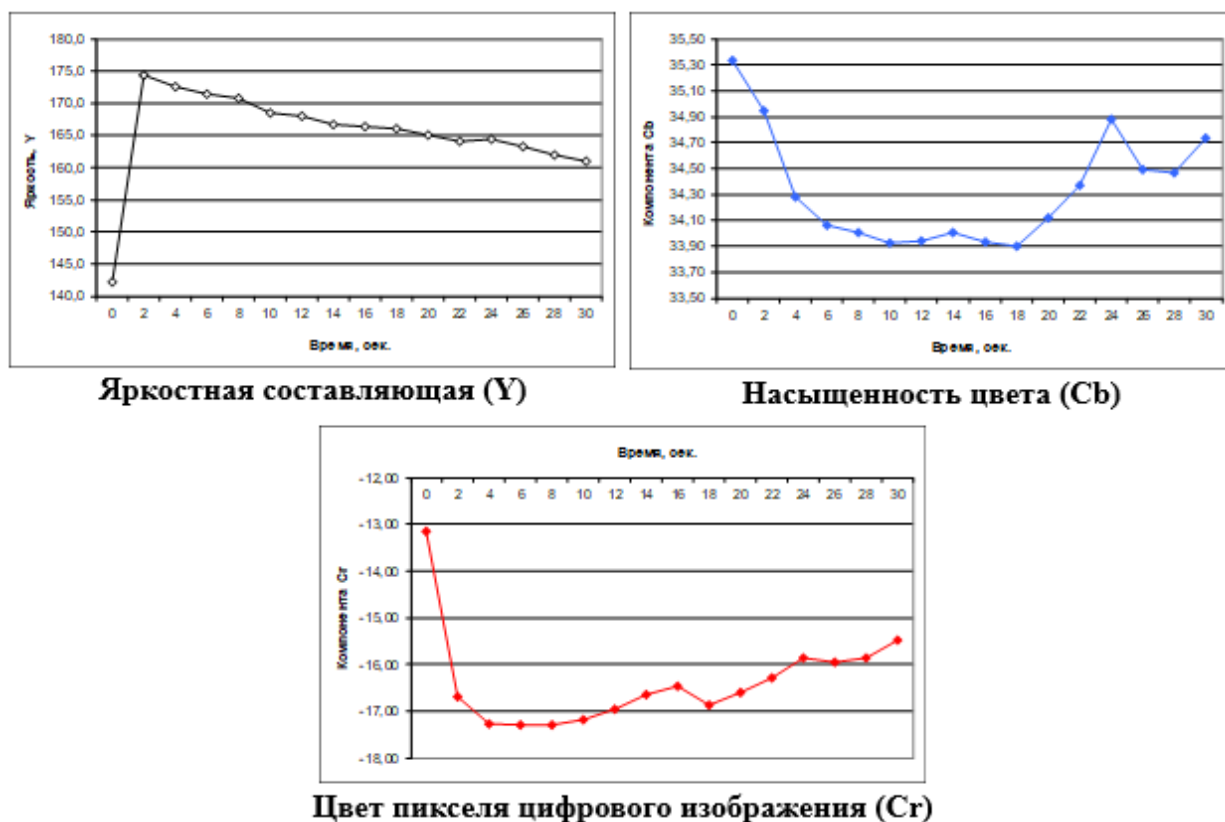 180,0
175,0
170,0
165,0
160,0
155,0
150,0
145,0
140,0
Яркость, Y
0 2 4 6 8 10 12 14 16 18 20 22 24 26 28 30
Время, сек.
Яркостная составляющая (Y)
35,50
35,30
35,10
34,90
34,70
34,50
34,30
34,10
33,90
33,70
33,50
Компонента Cb
0 2 4 6 8 10 12 14 16 18 20 22 24 26 28 30
Время, сек.
Насыщенность цвета (Cb)
Время, сек.
-12,00
0 2 4 6 8 10 12 14 16 18 20 22 24 26 28 30
-13,00
-14,00
-15,00
-16,00
-17,00
-18,00
Компонента Cr
Цвет пикселя цифрового изображения (Cr)